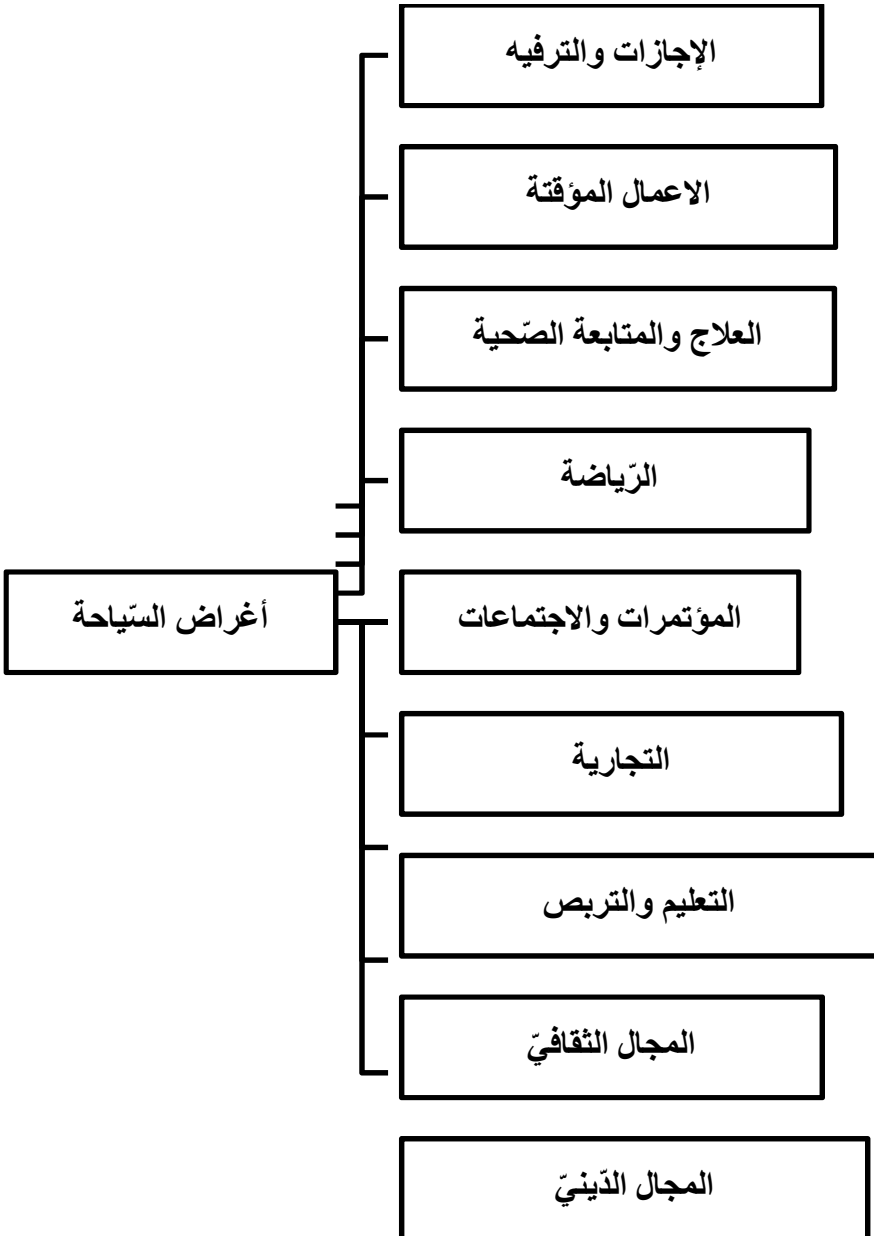 الإجازات والترفيه
الاعمال المؤقتة
العلاج والمتابعة الصّحية
الرّياضة
أغراض السّياحة
المؤتمرات والاجتماعات
التجارية
التعليم والتربص
المجال الثقافيّ
المجال الدّينيّ